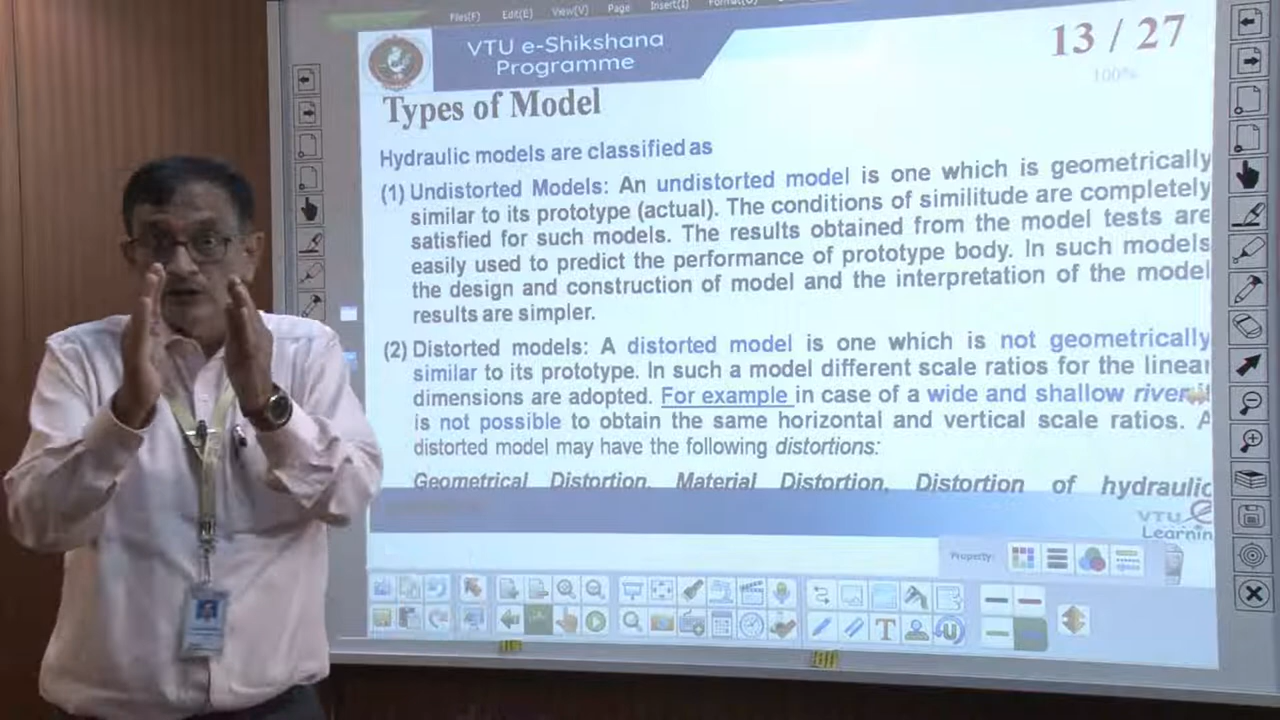 Files(F) Edit(E) View(V) Page Insert(I)
VTU e-Shikshana
Programme
13 / 27
100%
Types of Model
Hydraulic models are classified as
(1) Undistorted Models: An undistorted model is one which is geometrically
similar to its prototype (actual). The conditions of similitude are completely
satisfied for such models. The results obtained from the model tests are
easily used to predict the performance of prototype body. In such models
the design and construction of model and the interpretation of the model
results are simpler.
(2) Distorted models: A distorted model is one which is not geometrically
similar to its prototype. In such a model different scale ratios for the linear
dimensions are adopted. For example in case of a wide and shallow river it
is not possible to obtain the same horizontal and vertical scale ratios. A
distorted model may have the following distortions:
Geometrical Distortion, Material Distortion, Distortion of hydraulic
VTU e
Learnin
Property: